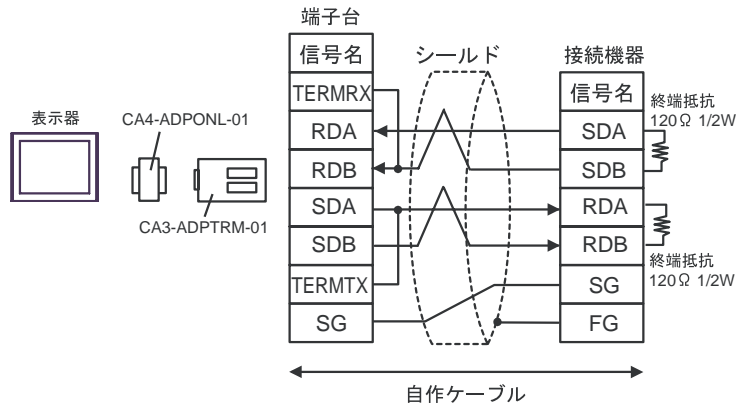 端子台
信号名
TERMRX
RDA
RDB
SDA
SDB
TERMTX
SG
シールド
接続機器
信号名
SDA
SDB
RDA
RDB
SG
FG
終端抵抗
120Ω 1/2W
終端抵抗
120Ω 1/2W
表示器
CA4-ADPONL-01
CA3-ADPTRM-01
自作ケーブル